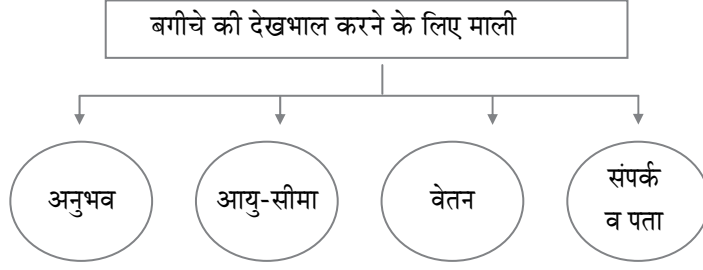 बगीचे की देखभाल करने के लिए माली
अनुभव
आयु-सीमा
वेतन
संपर्क
व पता